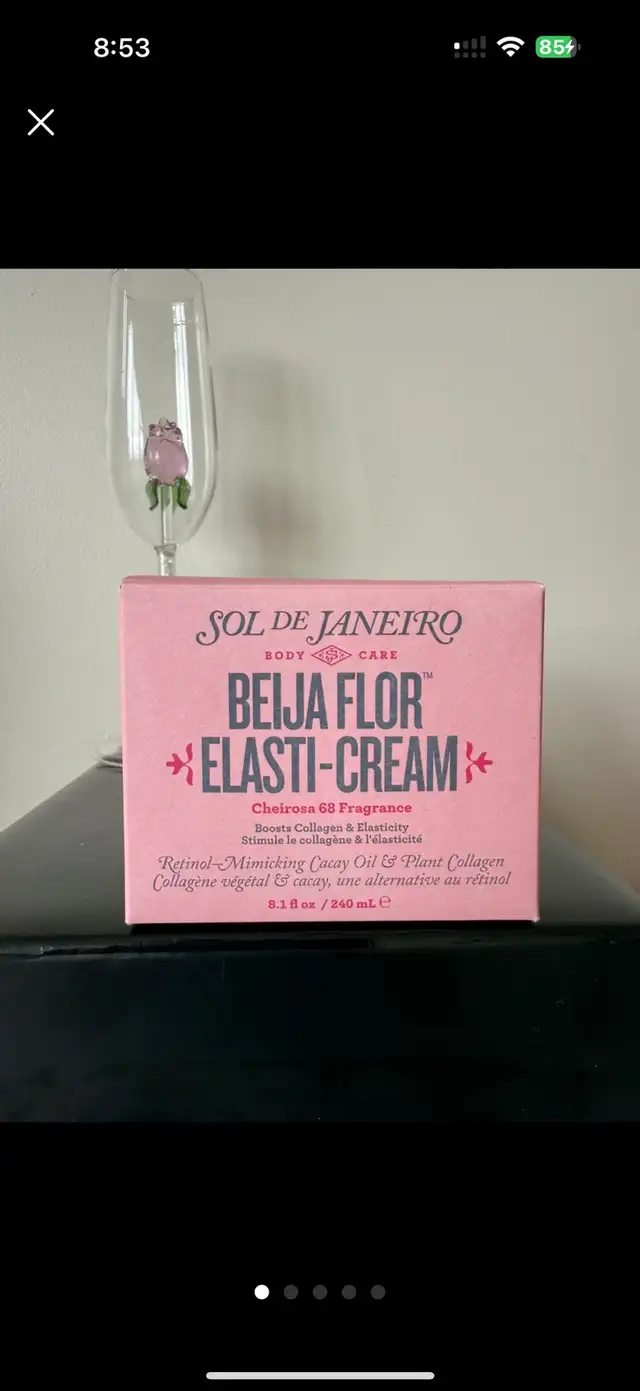 8:53
85
SOL DE JANEIRO
BODY CARE
BEIJA FLOR™
ELASTI-CREAM
Cheirosa 68 Fragrance
Boosts Collagen & Elasticity
Stimule le collagène & l'élasticité
Retinol-Mimicking Cacay Oil & Plant Collagen
Collagène végétal & cacay, une alternative au rétinol
8.1 fl oz / 240 mL ℮